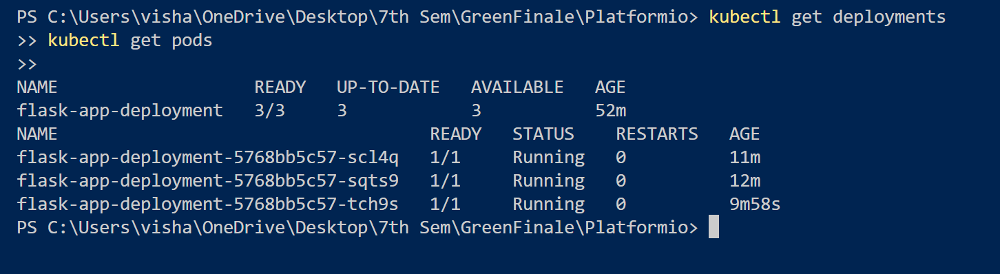 PS C:\Users\visha\OneDrive\Desktop\7th Sem\GreenFinale\Platformio> kubectl get deployments
>> kubectl get pods
>>
NAME                   READY   UP-TO-DATE   AVAILABLE   AGE
flask-app-deployment   3/3     3            3           52m
NAME                                    READY   STATUS    RESTARTS   AGE
flask-app-deployment-5768bb5c57-scl4q   1/1     Running   0          11m
flask-app-deployment-5768bb5c57-sqts9   1/1     Running   0          12m
flask-app-deployment-5768bb5c57-tch9s   1/1     Running   0          9m58s
PS C:\Users\visha\OneDrive\Desktop\7th Sem\GreenFinale\Platformio>